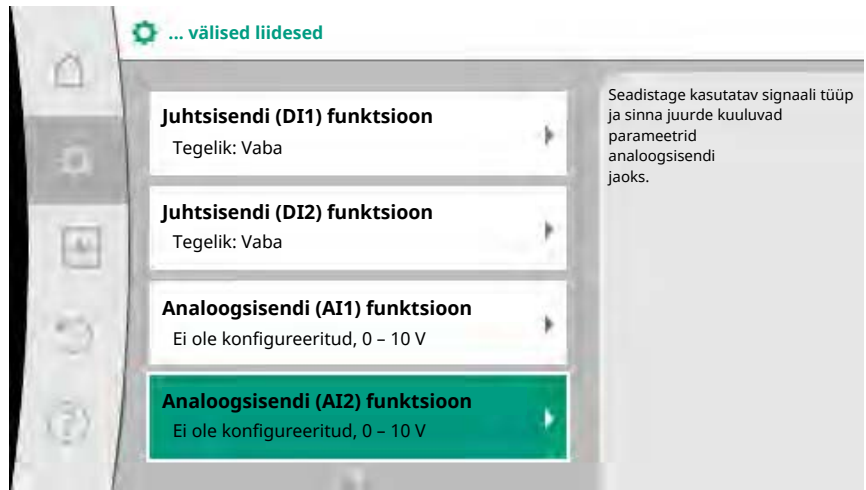 ... välised liidesed
Juhtsisendi (DI1) funktsioon
Tegelik: Vaba
Juhtsisendi (DI2) funktsioon
Tegelik: Vaba
Analoogsisendi (AI1) funktsioon
Ei ole konfigureeritud, 0 – 10 V
Analoogsisendi (AI2) funktsioon
Ei ole konfigureeritud, 0 – 10 V
Seadistage kasutatav signaali tüüp
ja sinna juurde kuuluvad
parameetrid
analoogsisendi
jaoks.